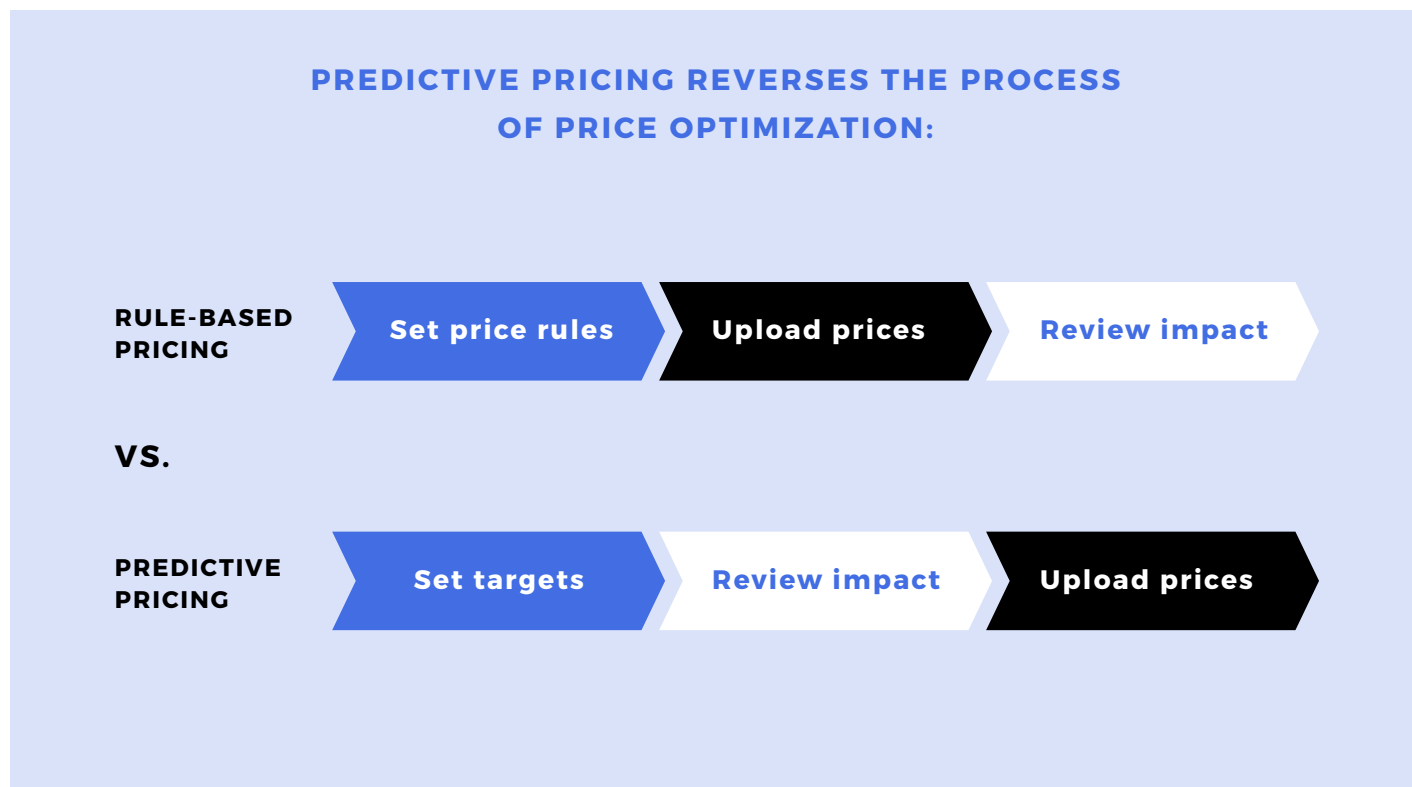 PREDICTIVE PRICING REVERSES THE PROCESS
OF PRICE OPTIMIZATION:
RULE-BASED
PRICING
Set price rules
Upload prices
Review impact
VS.
PREDICTIVE
PRICING
Set targets
Review impact
Upload prices